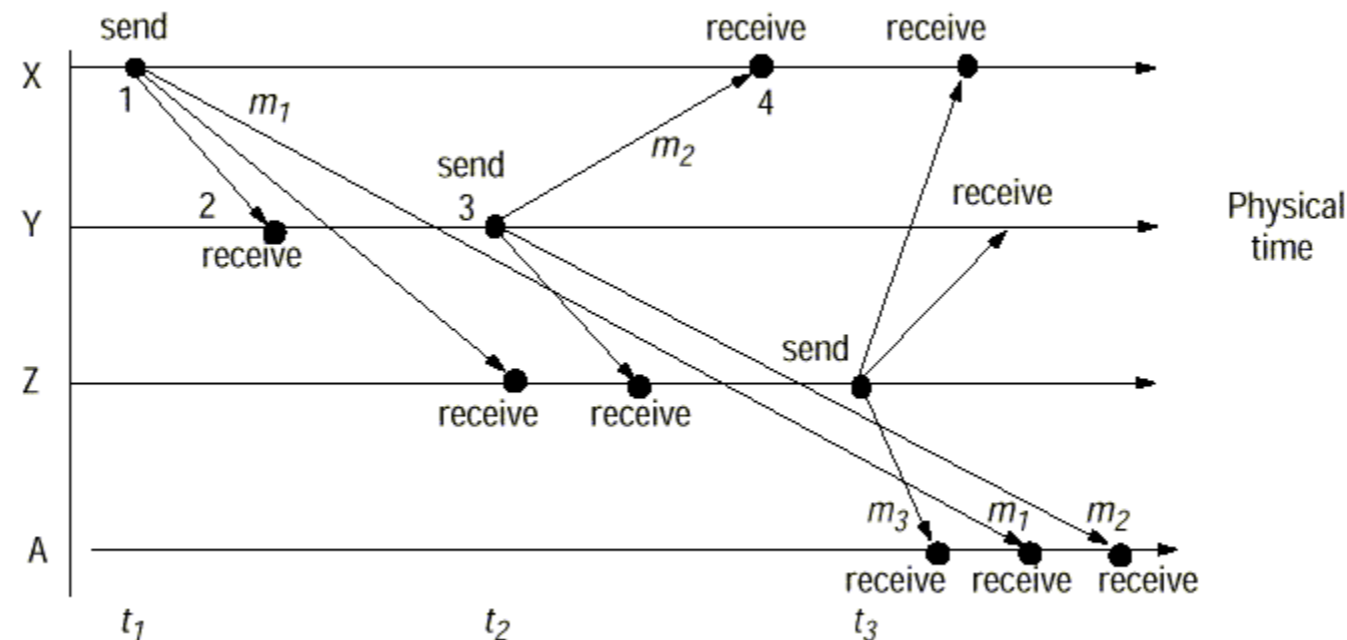 send
receive
receive
X
1
m1
4
m2
send
receive
2
3
Y
receive
Physical
time
send
Z
receive
receive
m3
m1
m2
A
receive
receive
receive
t1
t2
t3